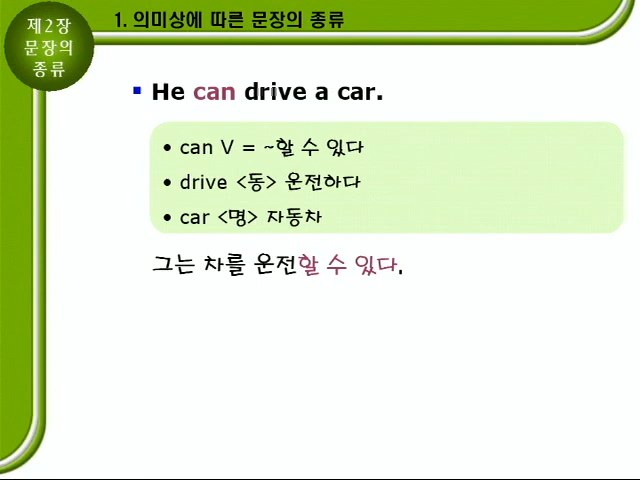 제2장
문장의
종류
1. 의미상에 따른 문장의 종류
▪ He can drive a car.
• can V = ~할 수 있다
• drive <동> 운전하다
• car <명> 자동차
그는 차를 운전할 수 있다.